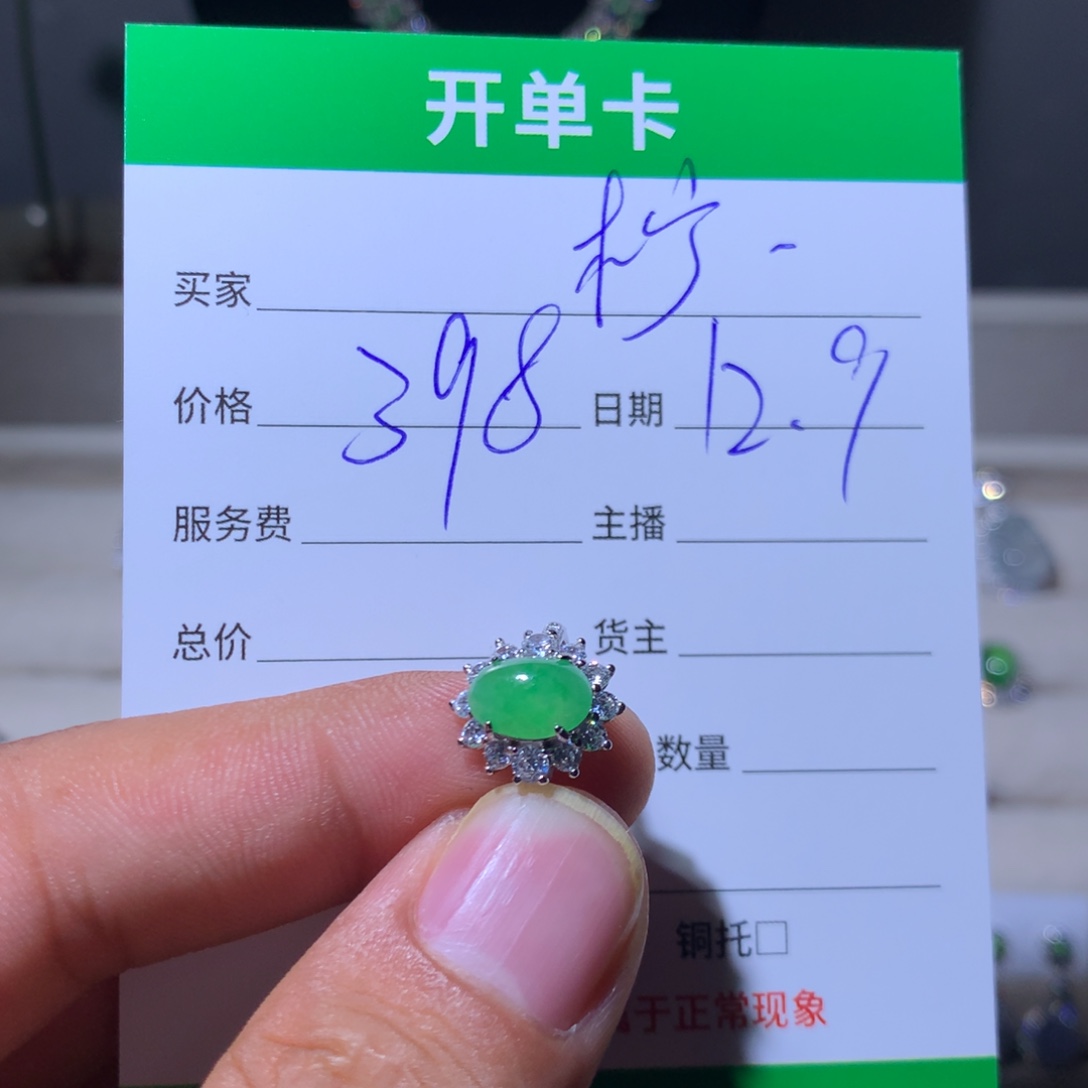 开单卡
买家 柠-
价格 398 日期 12.9
服务费 主播
总价 货主
数量
铜托□
于正常现象